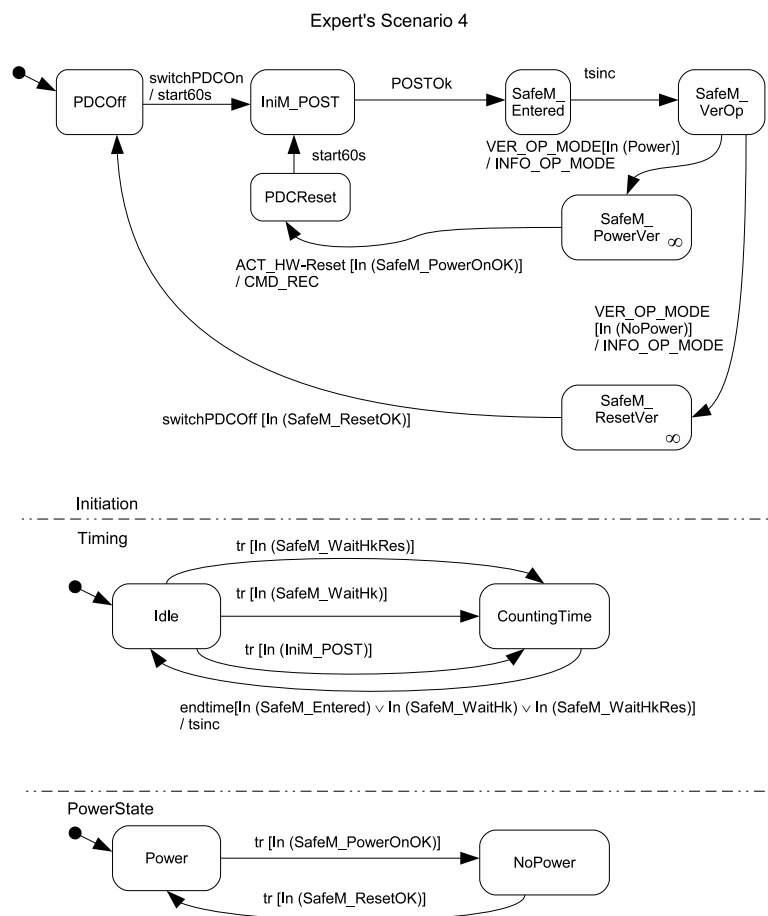 Expert's Scenario 4
switchPDCOn
/ start60s
PDCOff
IniM_POST
POSTOk
SafeM_
Entered
tsinc
SafeM_
VerOp
start60s
PDCReset
VER_OP_MODE[In (Power)]
/ INFO_OP_MODE
SafeM_
PowerVer
∞
ACT_HW-Reset [In (SafeM_PowerOnOK)]
/ CMD_REC
VER_OP_MODE
[In (NoPower)]
/ INFO_OP_MODE
SafeM_
ResetVer
∞
switchPDCOff [In (SafeM_ResetOK)]
Initiation
Timing
tr [In (SafeM_WaitHkRes)]
Idle
tr [In (SafeM_WaitHk)]
CountingTime
tr [In (IniM_POST)]
endtime[In (SafeM_Entered) ∨ In (SafeM_WaitHk) ∨ In (SafeM_WaitHkRes)]
/ tsinc
PowerState
Power
tr [In (SafeM_PowerOnOK)]
NoPower
tr [In (SafeM_ResetOK)]